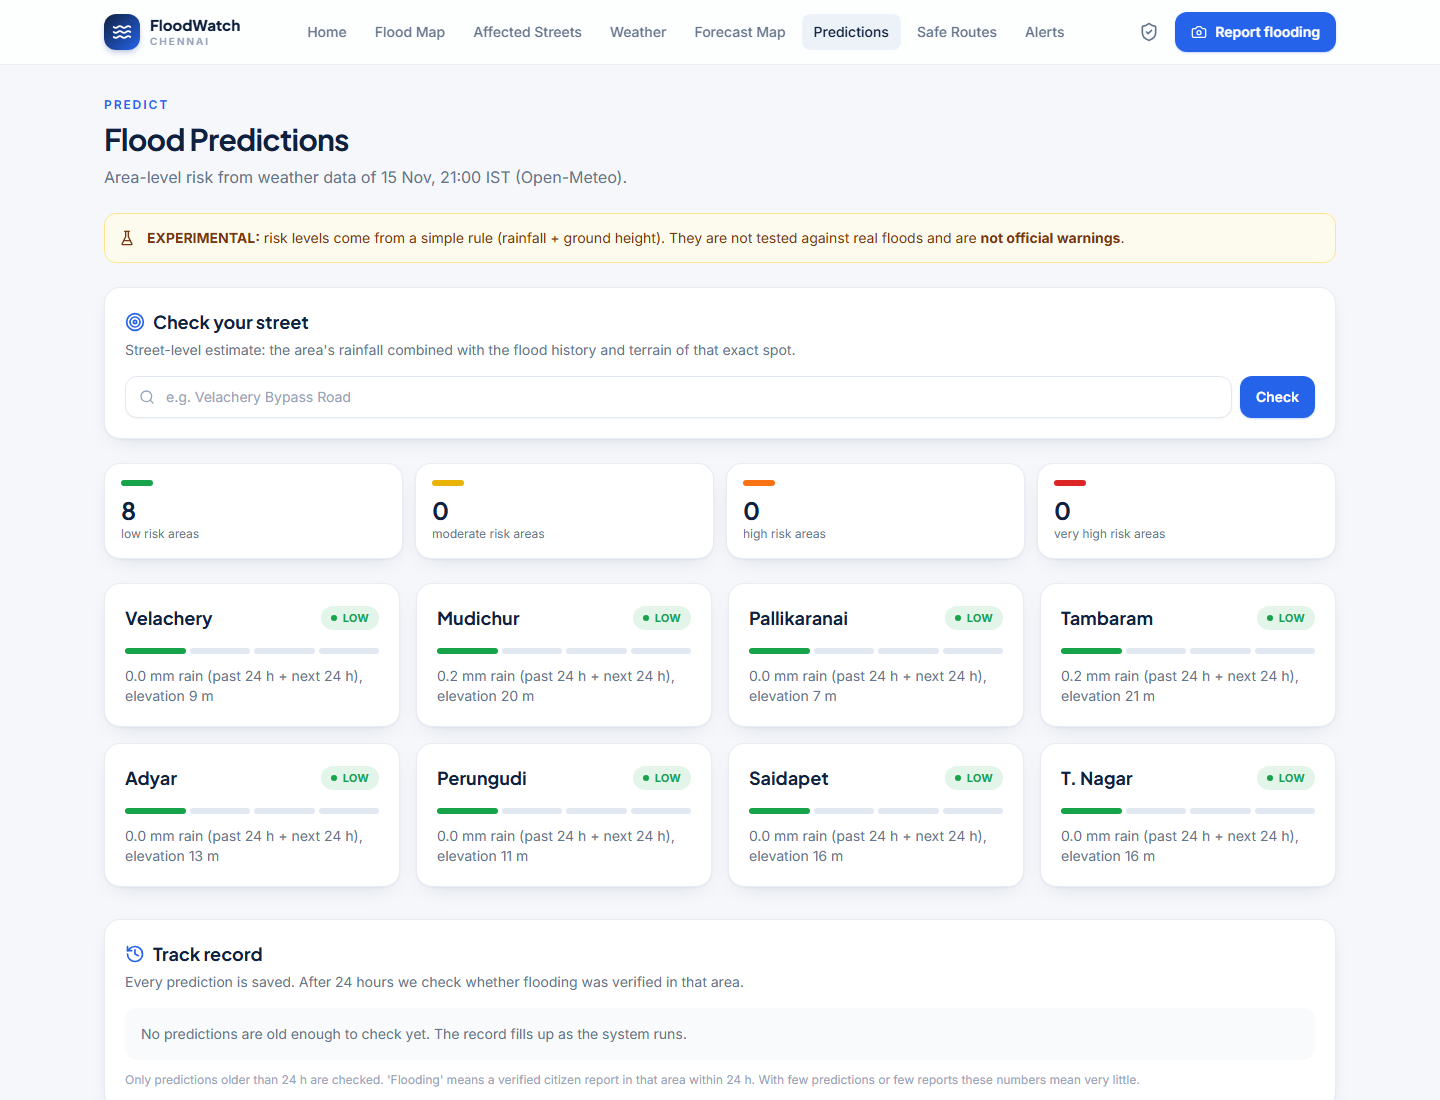 FloodWatch
CHENNAI
Home
Flood Map
Affected Streets
Weather
Forecast Map
Predictions
Safe Routes
Alerts
Report flooding
PREDICT
Flood Predictions
Area-level risk from weather data of 15 Nov, 21:00 IST (Open-Meteo).
EXPERIMENTAL: risk levels come from a simple rule (rainfall + ground height). They are not tested against real floods and are not official warnings.
Check your street
Street-level estimate: the area's rainfall combined with the flood history and terrain of that exact spot.
e.g. Velachery Bypass Road
Check
8
low risk areas
0
moderate risk areas
0
high risk areas
0
very high risk areas
Velachery
LOW
0.0 mm rain (past 24 h + next 24 h),
elevation 9 m
Mudichur
LOW
0.2 mm rain (past 24 h + next 24 h),
elevation 20 m
Pallikaranai
LOW
0.0 mm rain (past 24 h + next 24 h),
elevation 7 m
Tambaram
LOW
0.2 mm rain (past 24 h + next 24 h),
elevation 21 m
Adyar
LOW
0.0 mm rain (past 24 h + next 24 h),
elevation 13 m
Perungudi
LOW
0.0 mm rain (past 24 h + next 24 h),
elevation 11 m
Saidapet
LOW
0.0 mm rain (past 24 h + next 24 h),
elevation 16 m
T. Nagar
LOW
0.0 mm rain (past 24 h + next 24 h),
elevation 16 m
Track record
Every prediction is saved. After 24 hours we check whether flooding was verified in that area.
No predictions are old enough to check yet. The record fills up as the system runs.
Only predictions older than 24 h are checked. 'Flooding' means a verified citizen report in that area within 24 h. With few predictions or few reports these numbers mean very little.